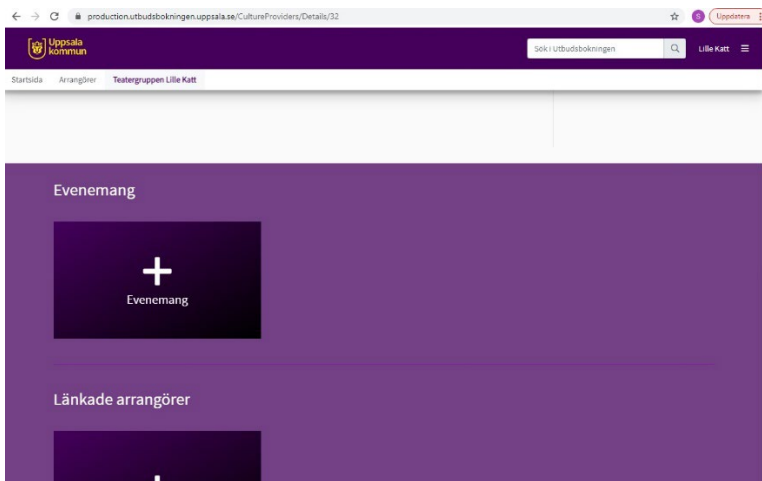 production.utbudsbokningen.uppsala.se/CultureProviders/Details/32
S
Uppdatera
Uppsala
kommun
Sök i Utbudsbokningen
Lille Katt
Startsida Arrangörer Teatergruppen Lille Katt
Evenemang
Evenemang
Länkade arrangörer